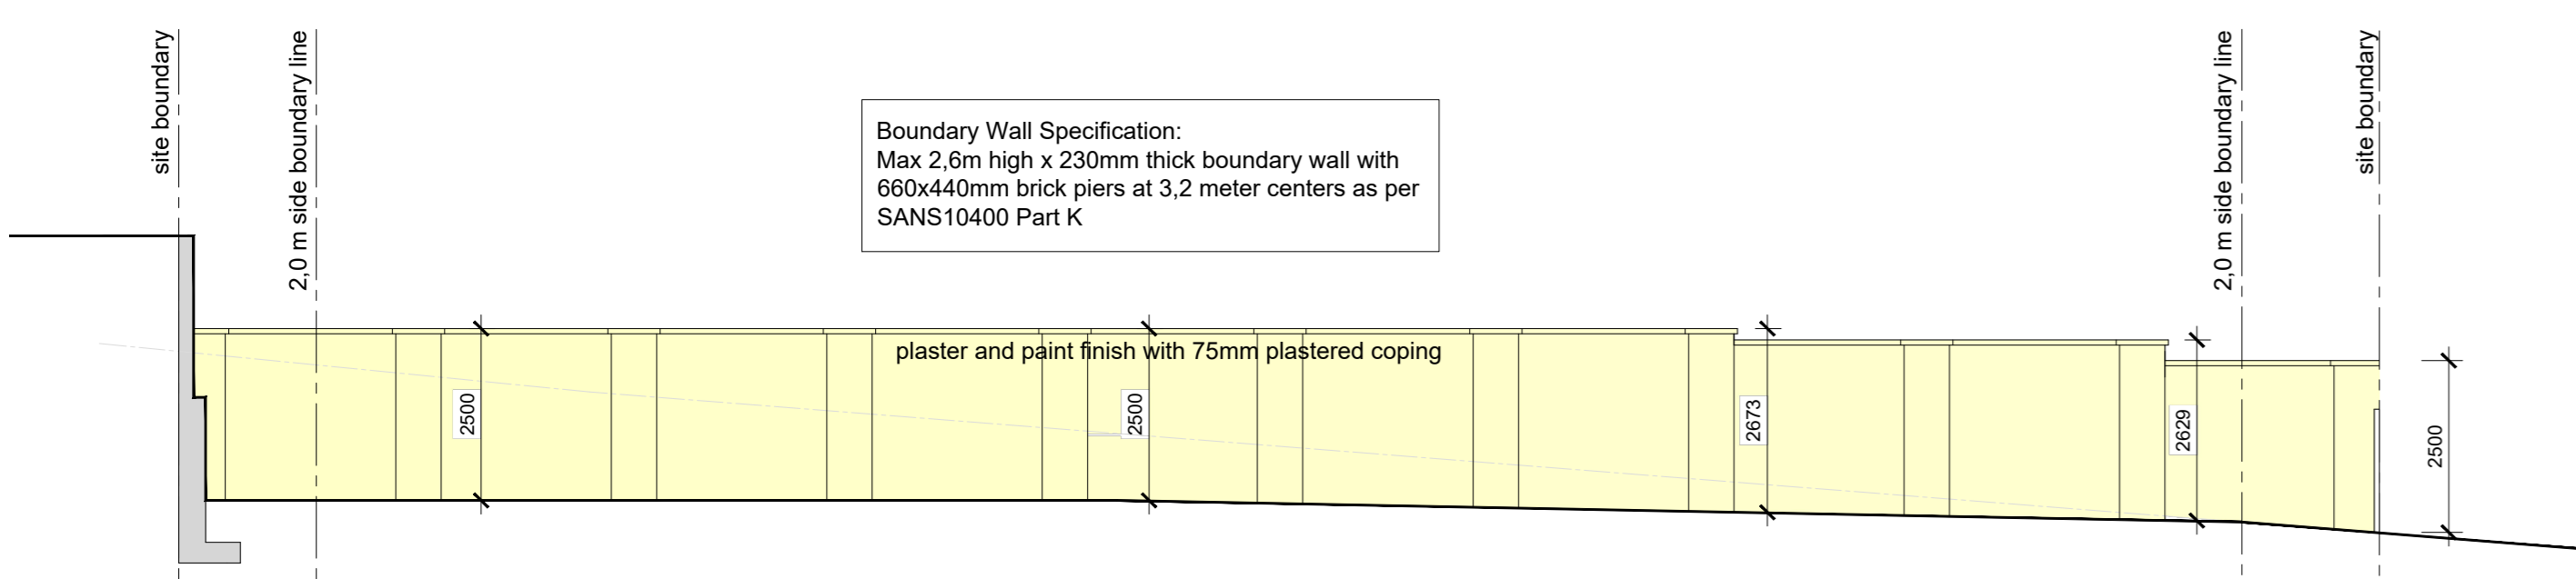 site boundary
2,0 m side boundary line
Boundary Wall Specification:
Max 2,6m high x 230mm thick boundary wall with
660x440mm brick piers at 3,2 meter centers as per
SANS10400 Part K
2,0 m side boundary line
site boundary
plaster and paint finish with 75mm plastered coping
2500
2500
2673
2629
2500